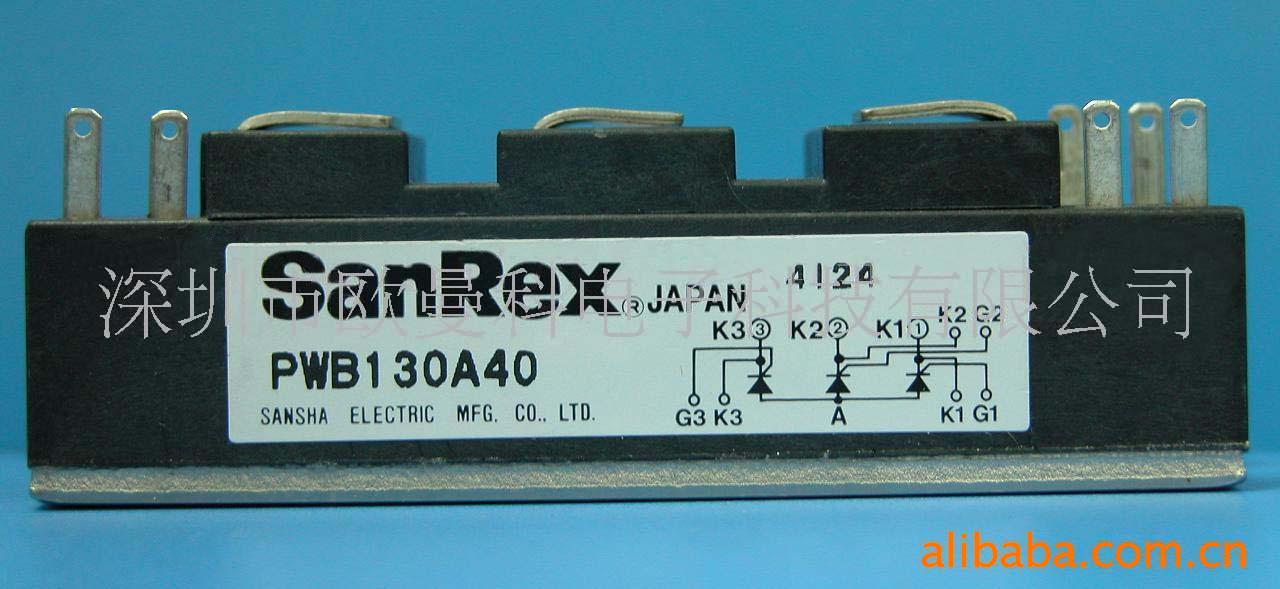 SanRex® JAPAN 4124
深圳市欧曼科电子科技有限公司
K3③ K2② K1① K2 G2
PWB130A40
G3 K3 A K1 G1
SANSHA ELECTRIC MFG. CO., LTD.
alibaba.com.cn